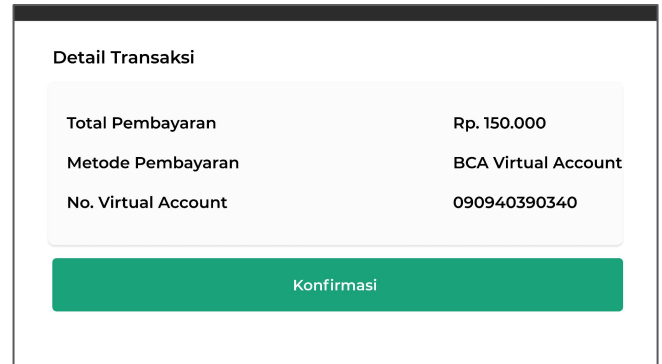 Detail Transaksi
Total Pembayaran Rp. 150.000
Metode Pembayaran BCA Virtual Account
No. Virtual Account 090940390340
Konfirmasi